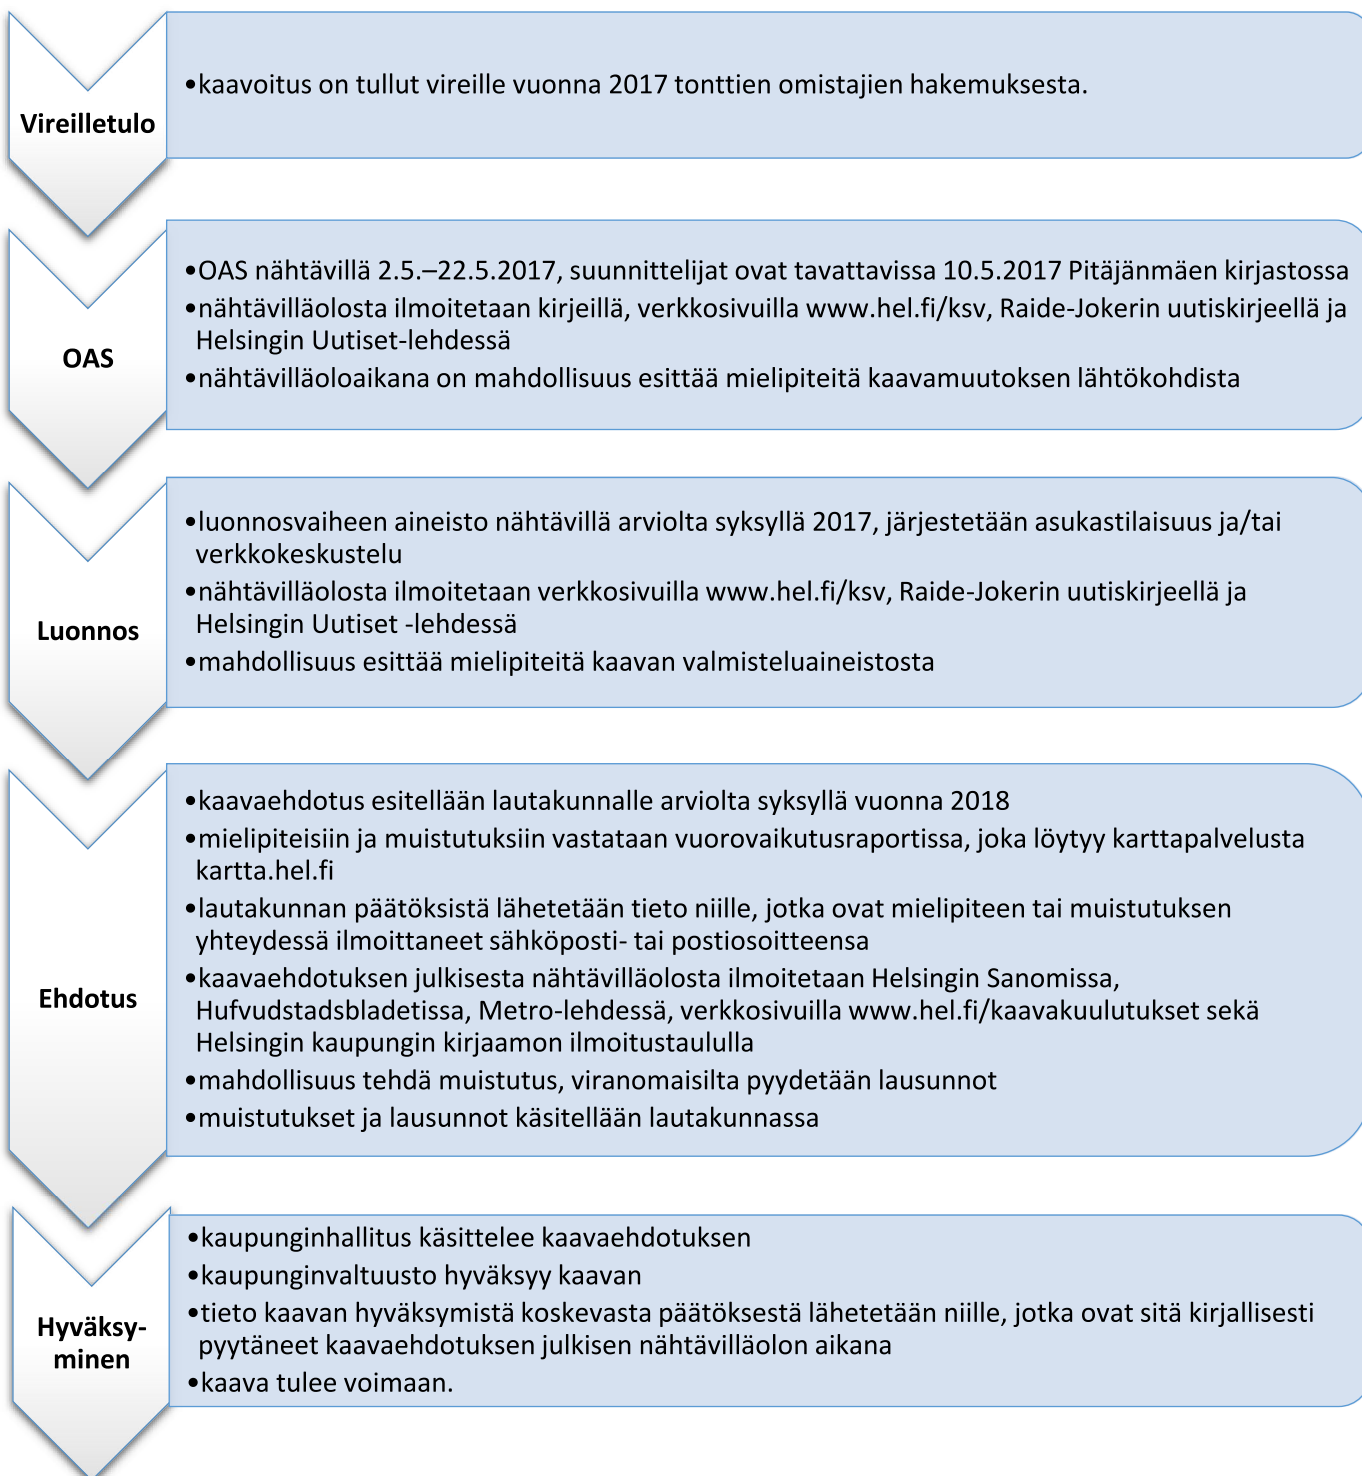 Vireilletulo
•kaavoitus on tullut vireille vuonna 2017 tonttien omistajien hakemuksesta.
OAS
•OAS nähtävillä 2.5.–22.5.2017, suunnittelijat ovat tavattavissa 10.5.2017 Pitäjänmäen kirjastossa
•nähtävilläolosta ilmoitetaan kirjeillä, verkkosivuilla www.hel.fi/ksv, Raide-Jokerin uutiskirjeellä ja
Helsingin Uutiset-lehdessä
•nähtävilläoloaikana on mahdollisuus esittää mielipiteitä kaavamuutoksen lähtökohdista
Luonnos
•luonnosvaiheen aineisto nähtävillä arviolta syksyllä 2017, järjestetään asukastilaisuus ja/tai
verkkokeskustelu
•nähtävilläolosta ilmoitetaan verkkosivuilla www.hel.fi/ksv, Raide-Jokerin uutiskirjeellä ja
Helsingin Uutiset -lehdessä
•mahdollisuus esittää mielipiteitä kaavan valmisteluaineistosta
Ehdotus
•kaavaehdotus esitellään lautakunnalle arviolta syksyllä vuonna 2018
•mielipiteisiin ja muistutuksiin vastataan vuorovaikutusraportissa, joka löytyy karttapalvelusta
kartta.hel.fi
•lautakunnan päätöksistä lähetetään tieto niille, jotka ovat mielipiteen tai muistutuksen
yhteydessä ilmoittaneet sähköposti- tai postiosoitteensa
•kaavaehdotuksen julkisesta nähtävilläolosta ilmoitetaan Helsingin Sanomissa,
Hufvudstadsbladetissa, Metro-lehdessä, verkkosivuilla www.hel.fi/kaavakuulutukset sekä
Helsingin kaupungin kirjaamon ilmoitustaululla
•mahdollisuus tehdä muistutus, viranomaisilta pyydetään lausunnot
•muistutukset ja lausunnot käsitellään lautakunnassa
Hyväksy-
minen
•kaupunginhallitus käsittelee kaavaehdotuksen
•kaupunginvaltuusto hyväksyy kaavan
•tieto kaavan hyväksymistä koskevasta päätöksestä lähetetään niille, jotka ovat sitä kirjallisesti
pyytäneet kaavaehdotuksen julkisen nähtävilläolon aikana
•kaava tulee voimaan.